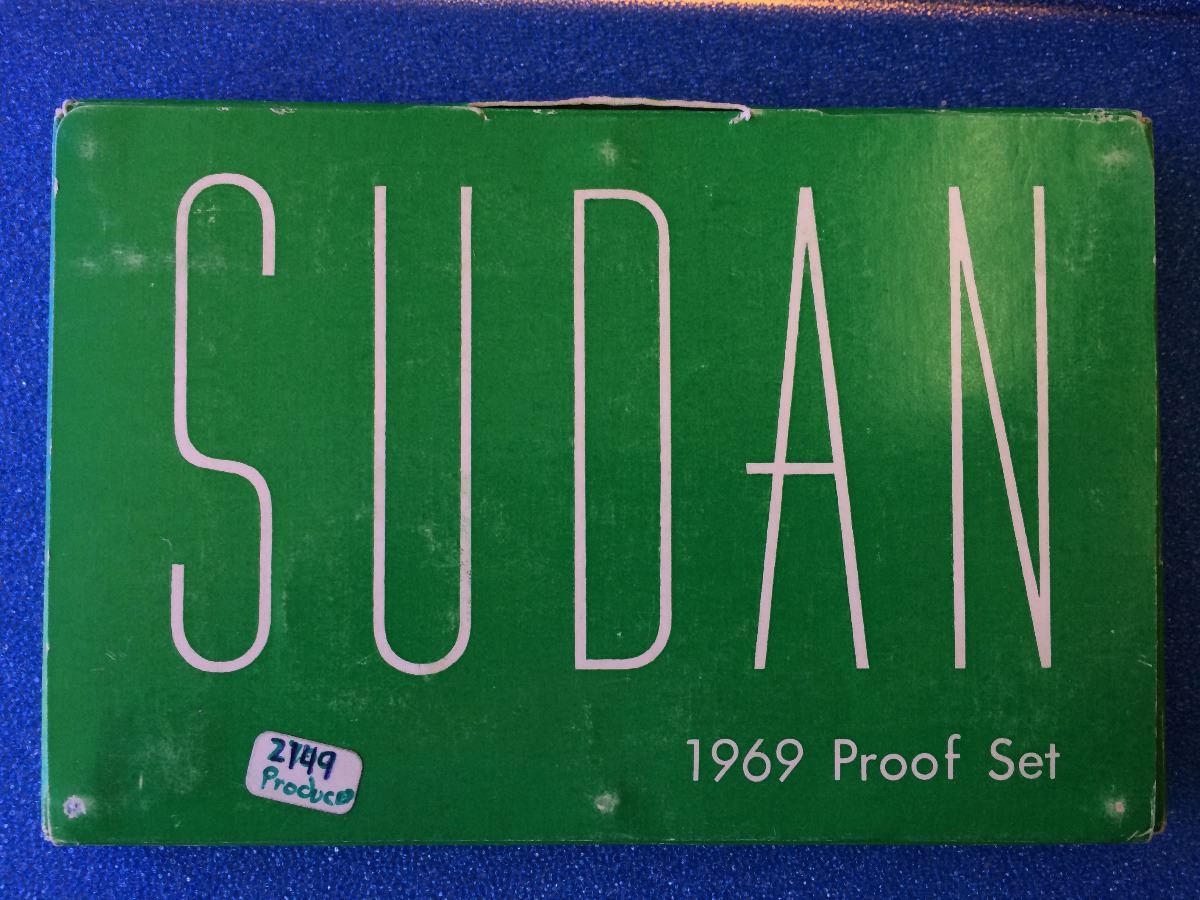 SUDAN
1969 Proof Set
2149
Produced